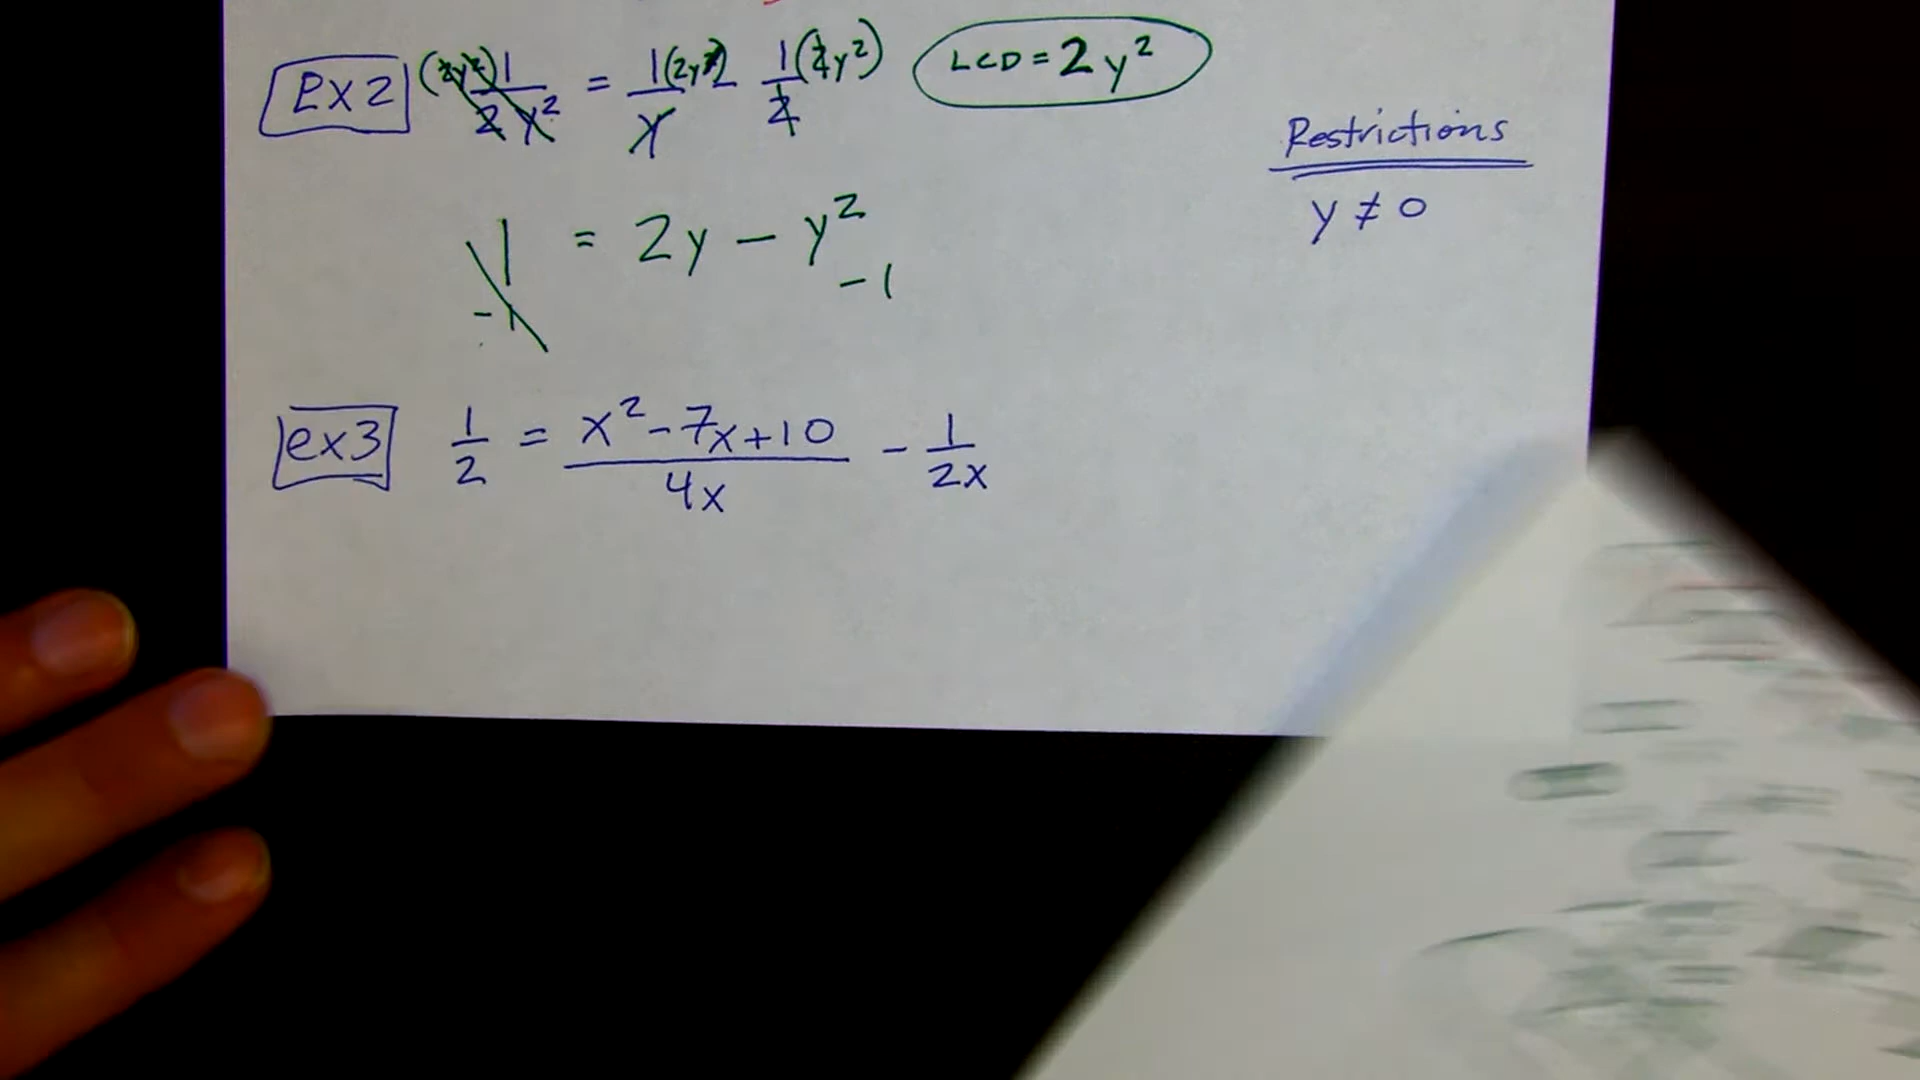 ex2 (2y²) 1/2y² = 1(2y²)/y - 1(2y²)/2 LCD = 2y²
Restrictions
y ≠ 0
1 = 2y - y²
-1 -1
ex3 1/2 = x² - 7x + 10/4x - 1/2x